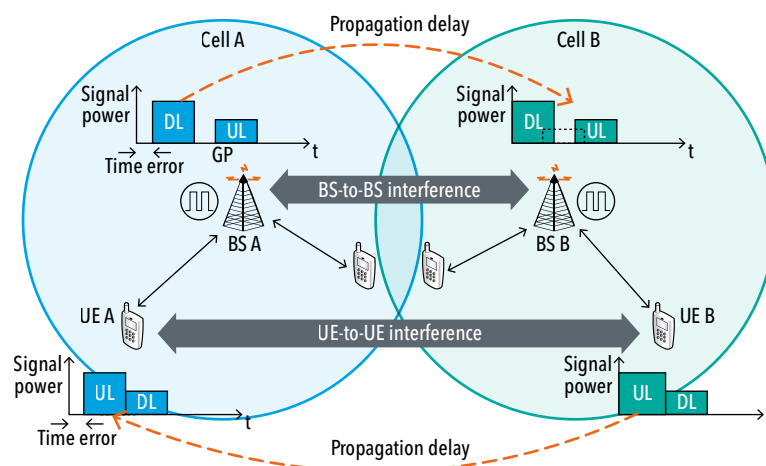 Propagation delay
Cell A
Cell B
Signal
power
DL
UL
GP
t
Time error
Signal
power
DL
UL
t
BS-to-BS interference
BS A
BS B
UE A
UE B
UE-to-UE interference
Signal
power
UL
DL
t
Time error
Signal
power
UL
DL
Propagation delay